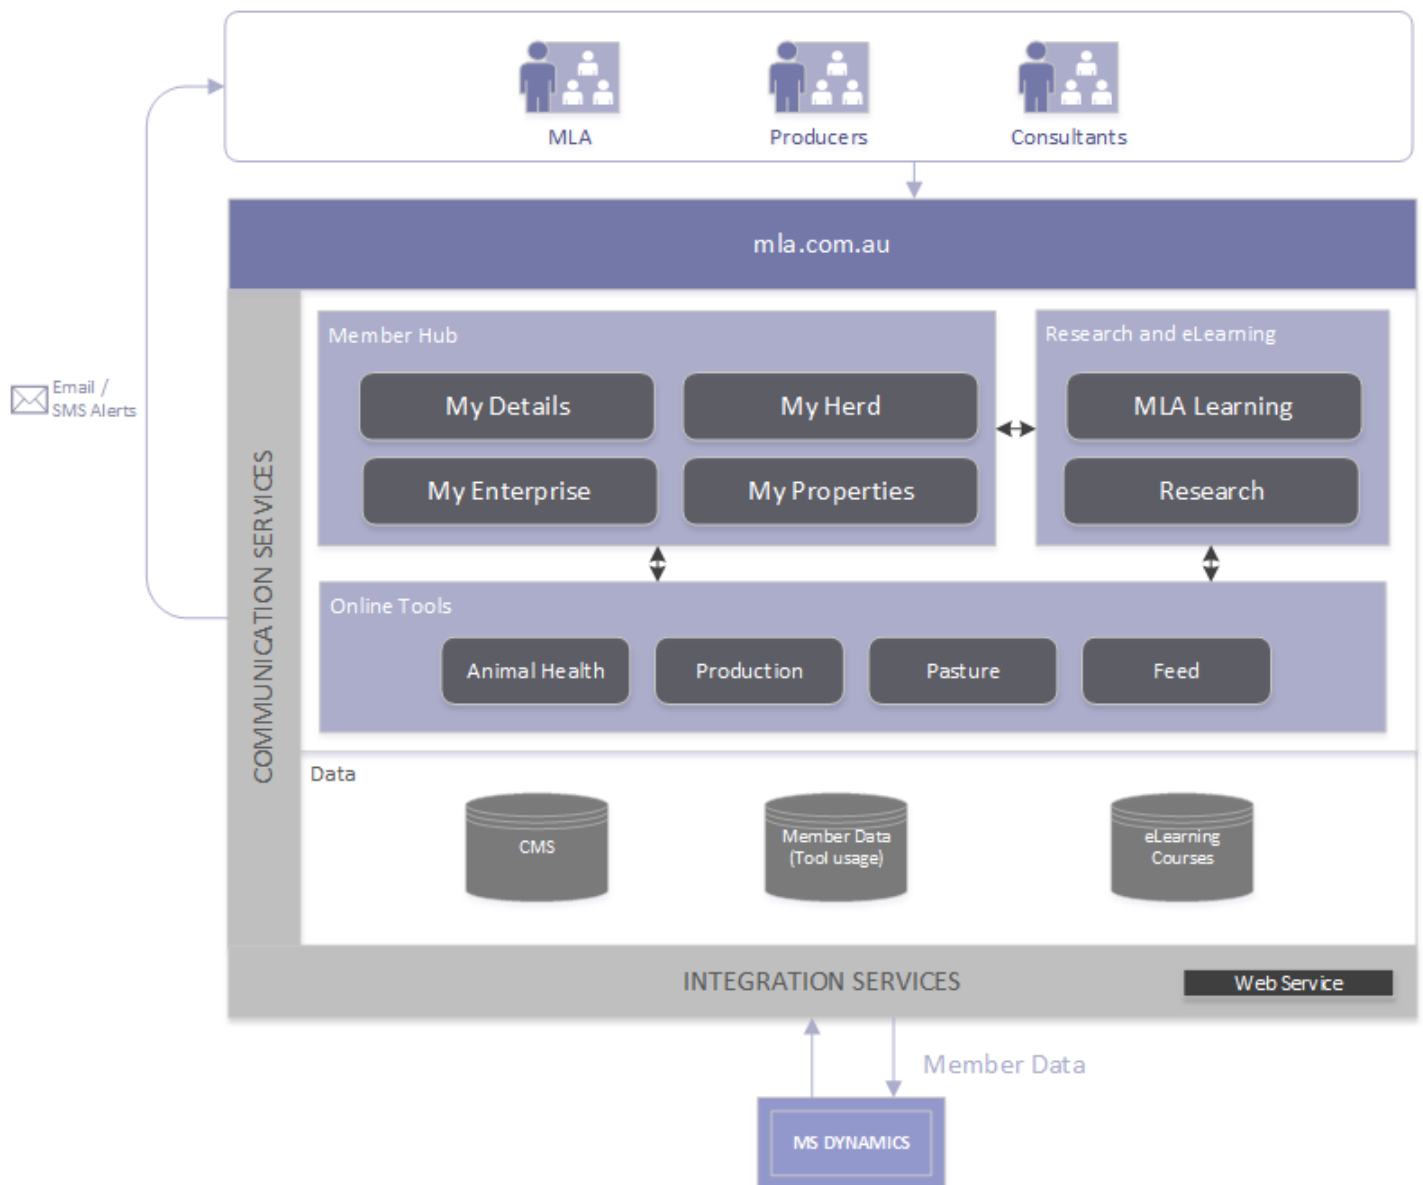 MLA
Producers
Consultants
mla.com.au
Email /
SMS Alerts
COMMUNICATION SERVICES
Member Hub
My Details
My Herd
My Enterprise
My Properties
Research and eLearning
MLA Learning
Research
Online Tools
Animal Health
Production
Pasture
Feed
Data
CMS
Member Data
(Tool usage)
eLearning
Courses
INTEGRATION SERVICES
Web Service
Member Data
MS DYNAMICS